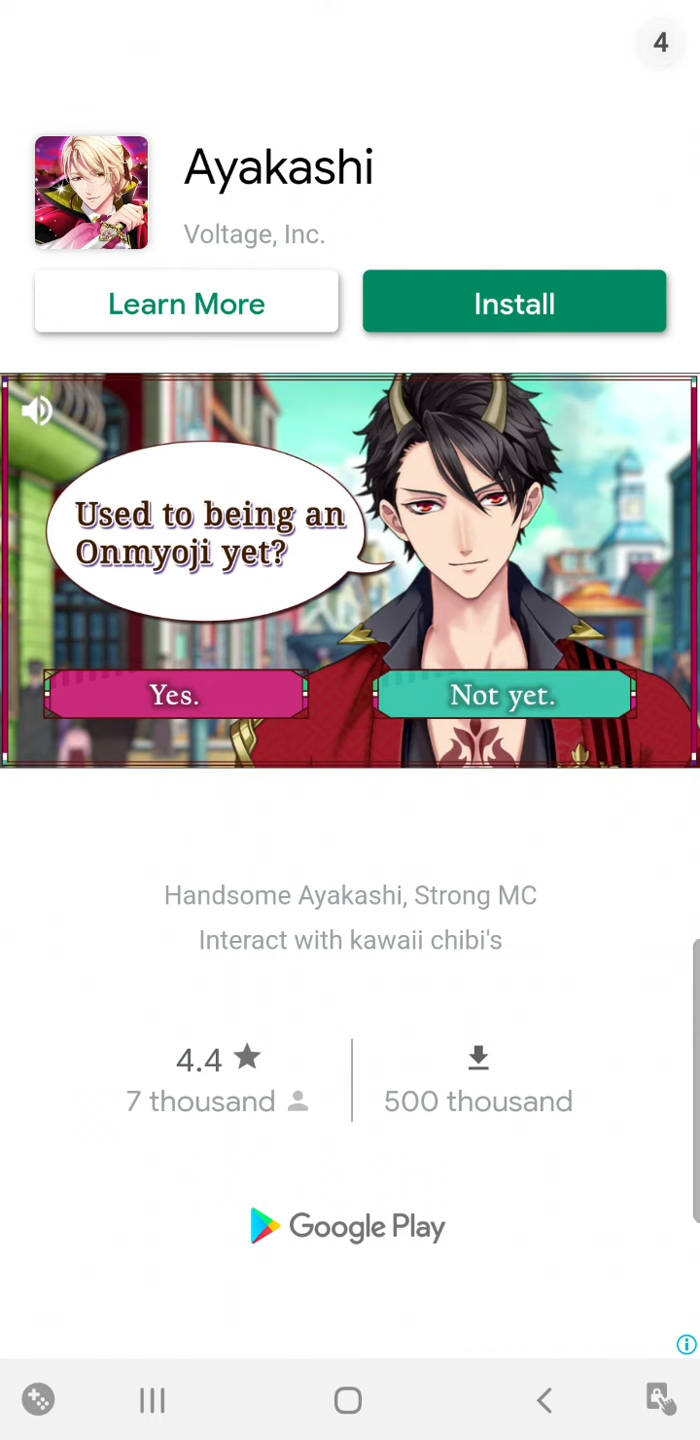 4
Ayakashi
Voltage, Inc.
Learn More
Install
Used to being an
Onmyoji yet?
Yes.
Not yet.
Handsome Ayakashi, Strong MC
Interact with kawaii chibi's
4.4
7 thousand
500 thousand
Google Play